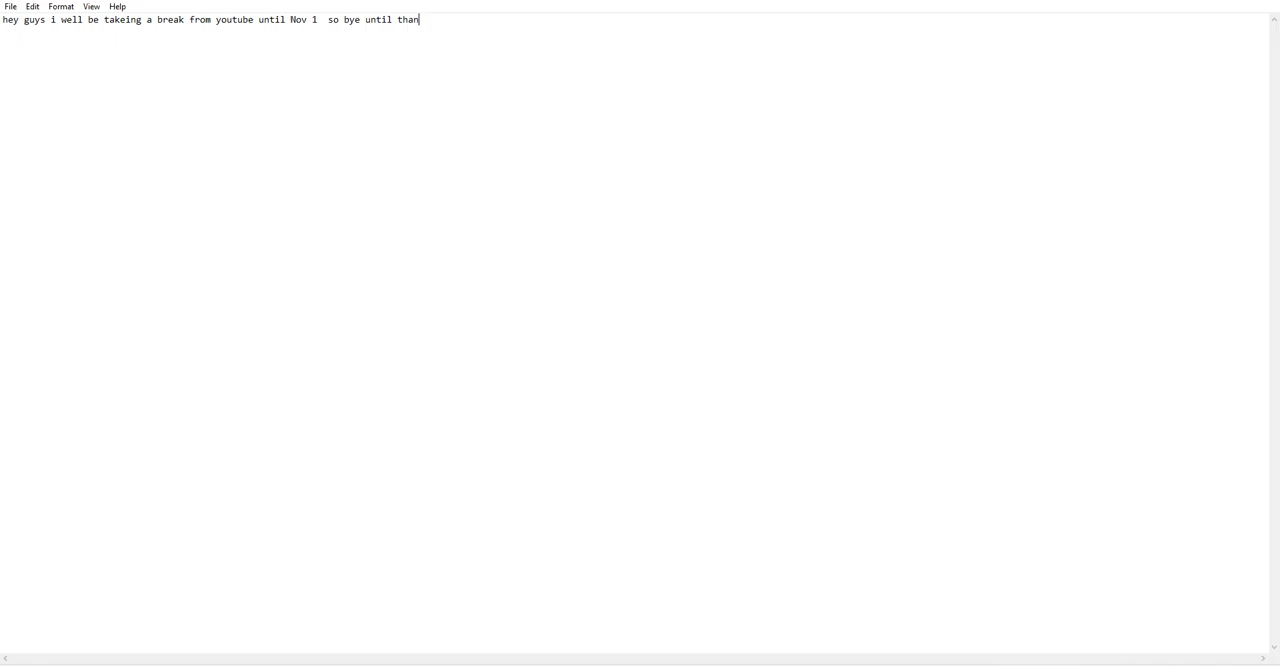 File Edit Format View Help
hey guys i well be takeing a break from youtube until Nov 1  so bye until than